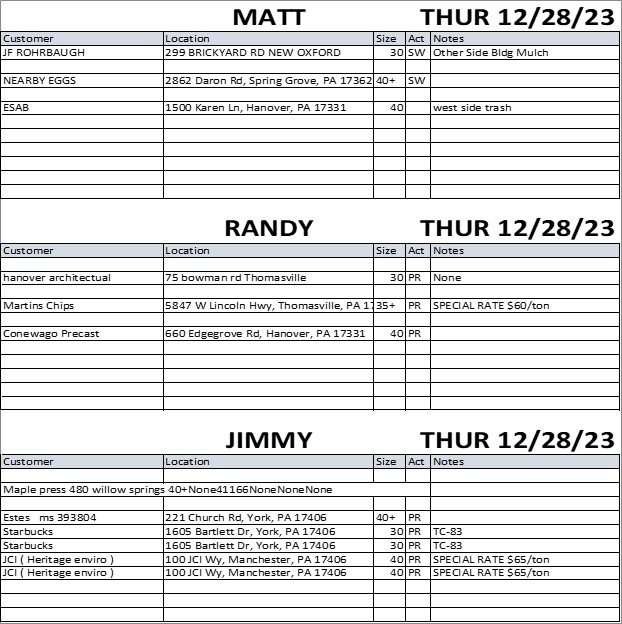 MATT THUR 12/28/23
Customer Location Size Act Notes
JF ROHRBAUGH 299 BRICKYARD RD NEW OXFORD 30 SW Other Side Bldg Mulch
NEARBY EGGS 2862 Daron Rd, Spring Grove, PA 17362 40+ SW
ESAB 1500 Karen Ln, Hanover, PA 17331 40 west side trash
RANDY THUR 12/28/23
Customer Location Size Act Notes
hanover architectual 75 bowman rd Thomasville 30 PR None
Martins Chips 5847 W Lincoln Hwy, Thomasville, PA 17 35+ PR SPECIAL RATE $60/ton
Conewago Precast 660 Edgegrove Rd, Hanover, PA 17331 40 PR
JIMMY THUR 12/28/23
Customer Location Size Act Notes
Maple press 480 willow springs 40+None41166NoneNoneNone
Estes ms 393804 221 Church Rd, York, PA 17406 40+ PR
Starbucks 1605 Bartlett Dr, York, PA 17406 30 PR TC-83
Starbucks 1605 Bartlett Dr, York, PA 17406 30 PR TC-83
JCI ( Heritage enviro ) 100 JCI Wy, Manchester, PA 17406 40 PR SPECIAL RATE $65/ton
JCI ( Heritage enviro ) 100 JCI Wy, Manchester, PA 17406 40 PR SPECIAL RATE $65/ton